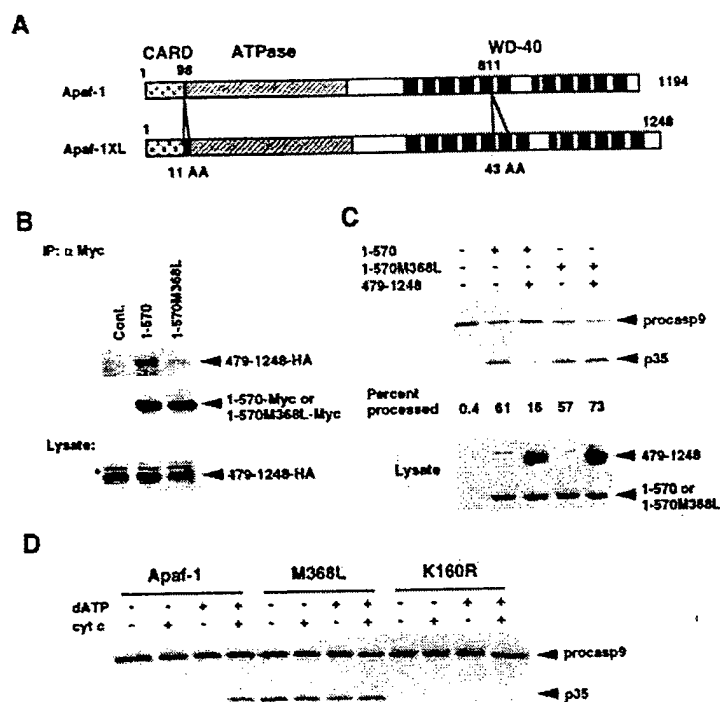 A
CARD ATPase WD-40
1 98 811
Apaf-1 1194
1 1248
Apaf-1XL
11 AA 43 AA
B
IP: α Myc
Cont.
1-570
1-570M368L
479-1248-HA
1-570-Myc or
1-570M368L-Myc
Lysate:
* 479-1248-HA
C
1-570 - + + - -
1-570M368L - - - + +
479-1248 - - + - +
procasp9
p35
Percent
processed 0.4 61 16 57 73
Lysate
479-1248
1-570 or
1-570M368L
D
Apaf-1 M368L K160R
dATP - - + + - - + + - - + +
cyt c - + - + - + - + - + - +
procasp9
p35